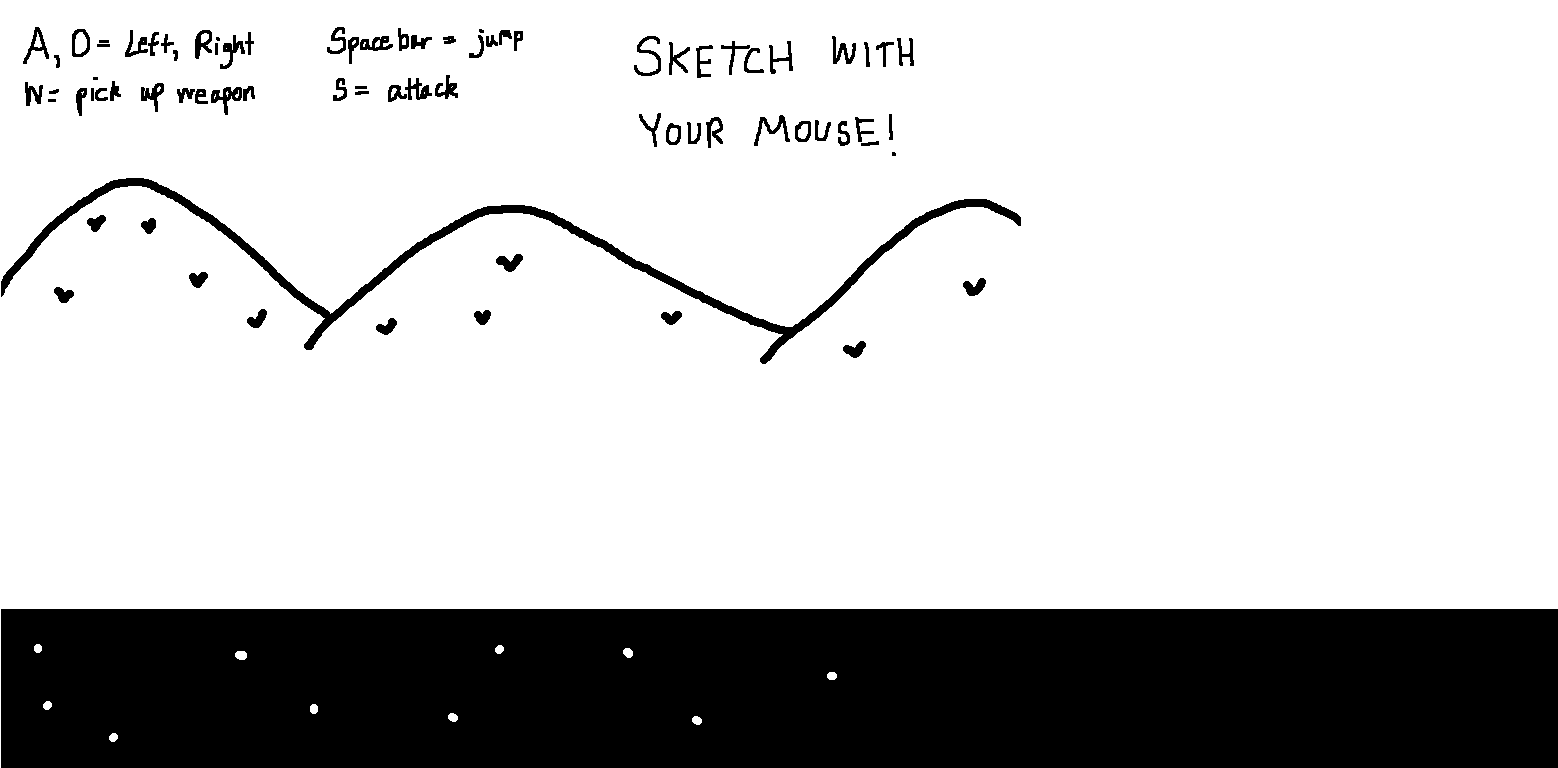 A, D = Left, Right
W = pick up weapon
Spacebar = jump
S = attack
SKETCH WITH
YOUR MOUSE!